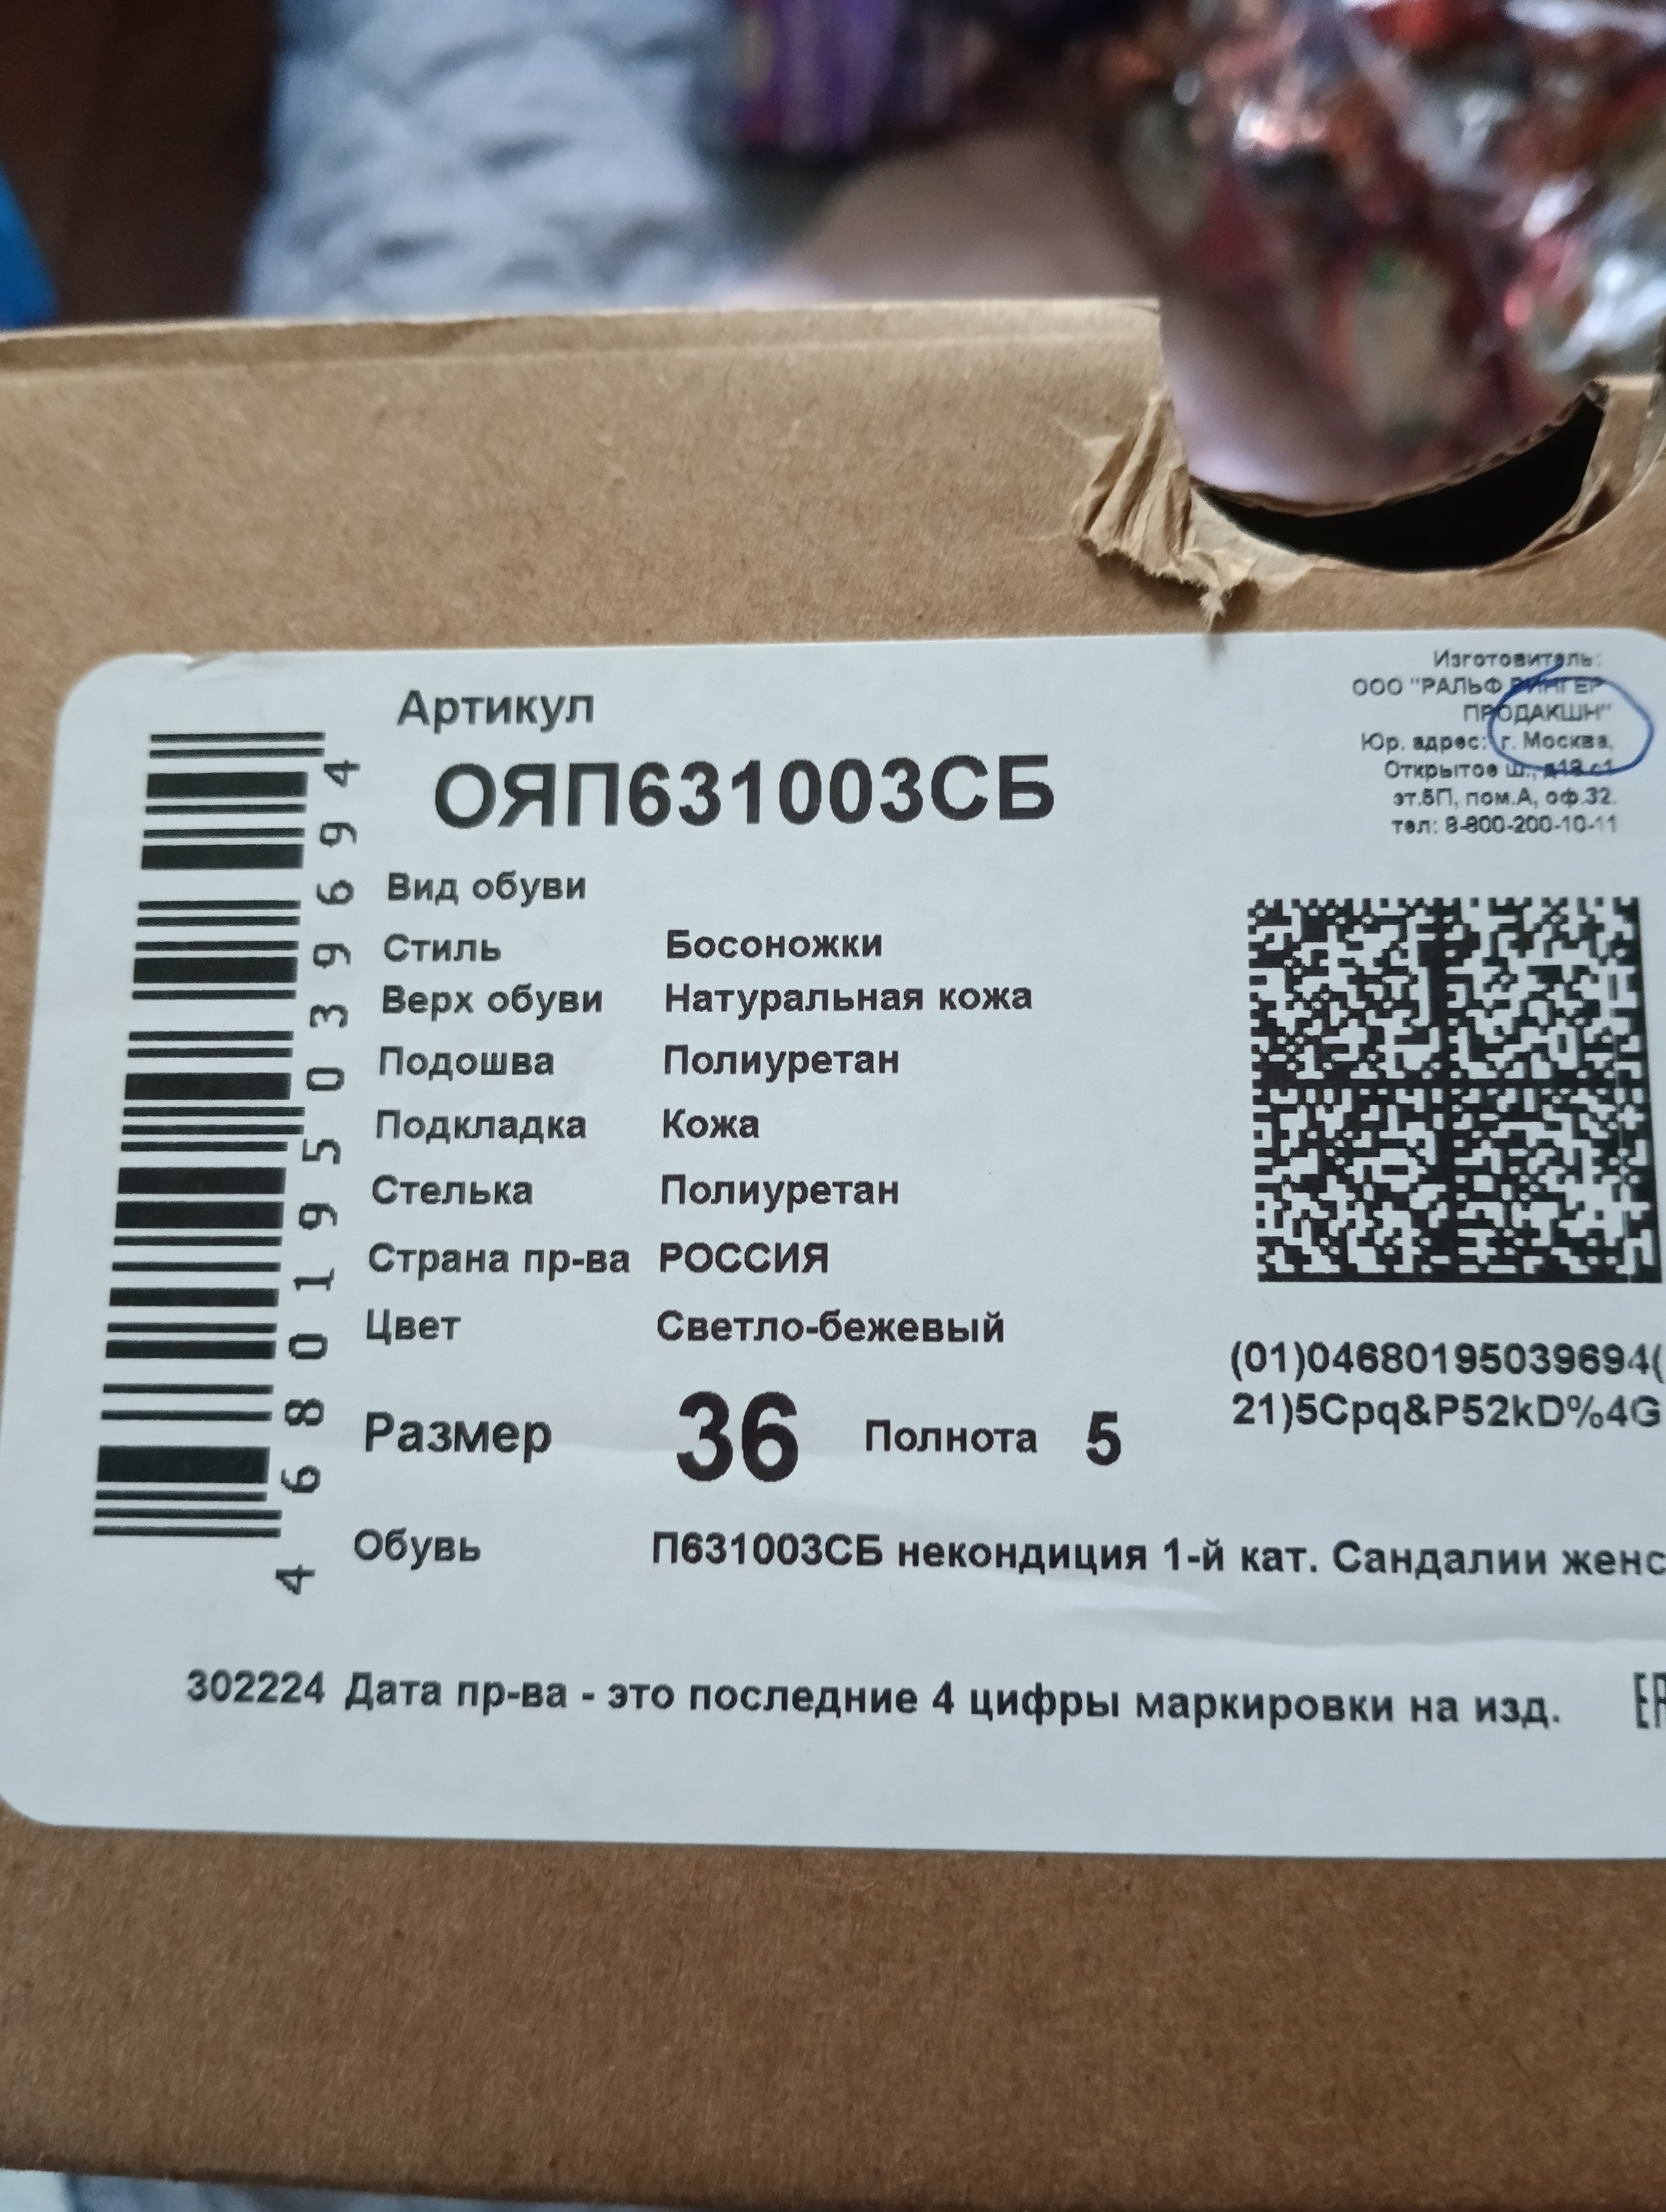 Изготовитель:
ООО "РАЛЬФ РИНГЕР
ПРОДАКШН"
Юр. адрес: г. Москва,
Открытое ш., д18 с1
эт.5П, пом.А, оф.32.
тел: 8-800-200-10-11
Артикул
ОЯП631003СБ
4680195039694
Вид обуви
Стиль Босоножки
Верх обуви Натуральная кожа
Подошва Полиуретан
Подкладка Кожа
Стелька Полиуретан
Страна пр-ва РОССИЯ
Цвет Светло-бежевый
(01)04680195039694(
21)5Cpq&P52kD%4G
Размер 36 Полнота 5
Обувь П631003СБ некондиция 1-й кат. Сандалии женс
302224 Дата пр-ва - это последние 4 цифры маркировки на изд.